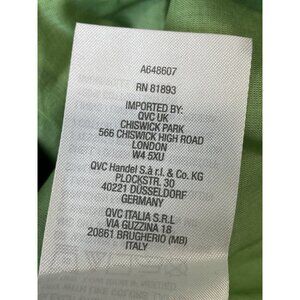 A648607
RN 81893
IMPORTED BY:
QVC UK
CHISWICK PARK
566 CHISWICK HIGH ROAD
LONDON
W4 5XU
QVC Handel S.à r.l. & Co. KG
PLOCKSTR. 30
40221 DÜSSELDORF
GERMANY
QVC ITALIA S.R.L
VIA GUZZINA 18
20861 BRUGHERIO (MB)
ITALY